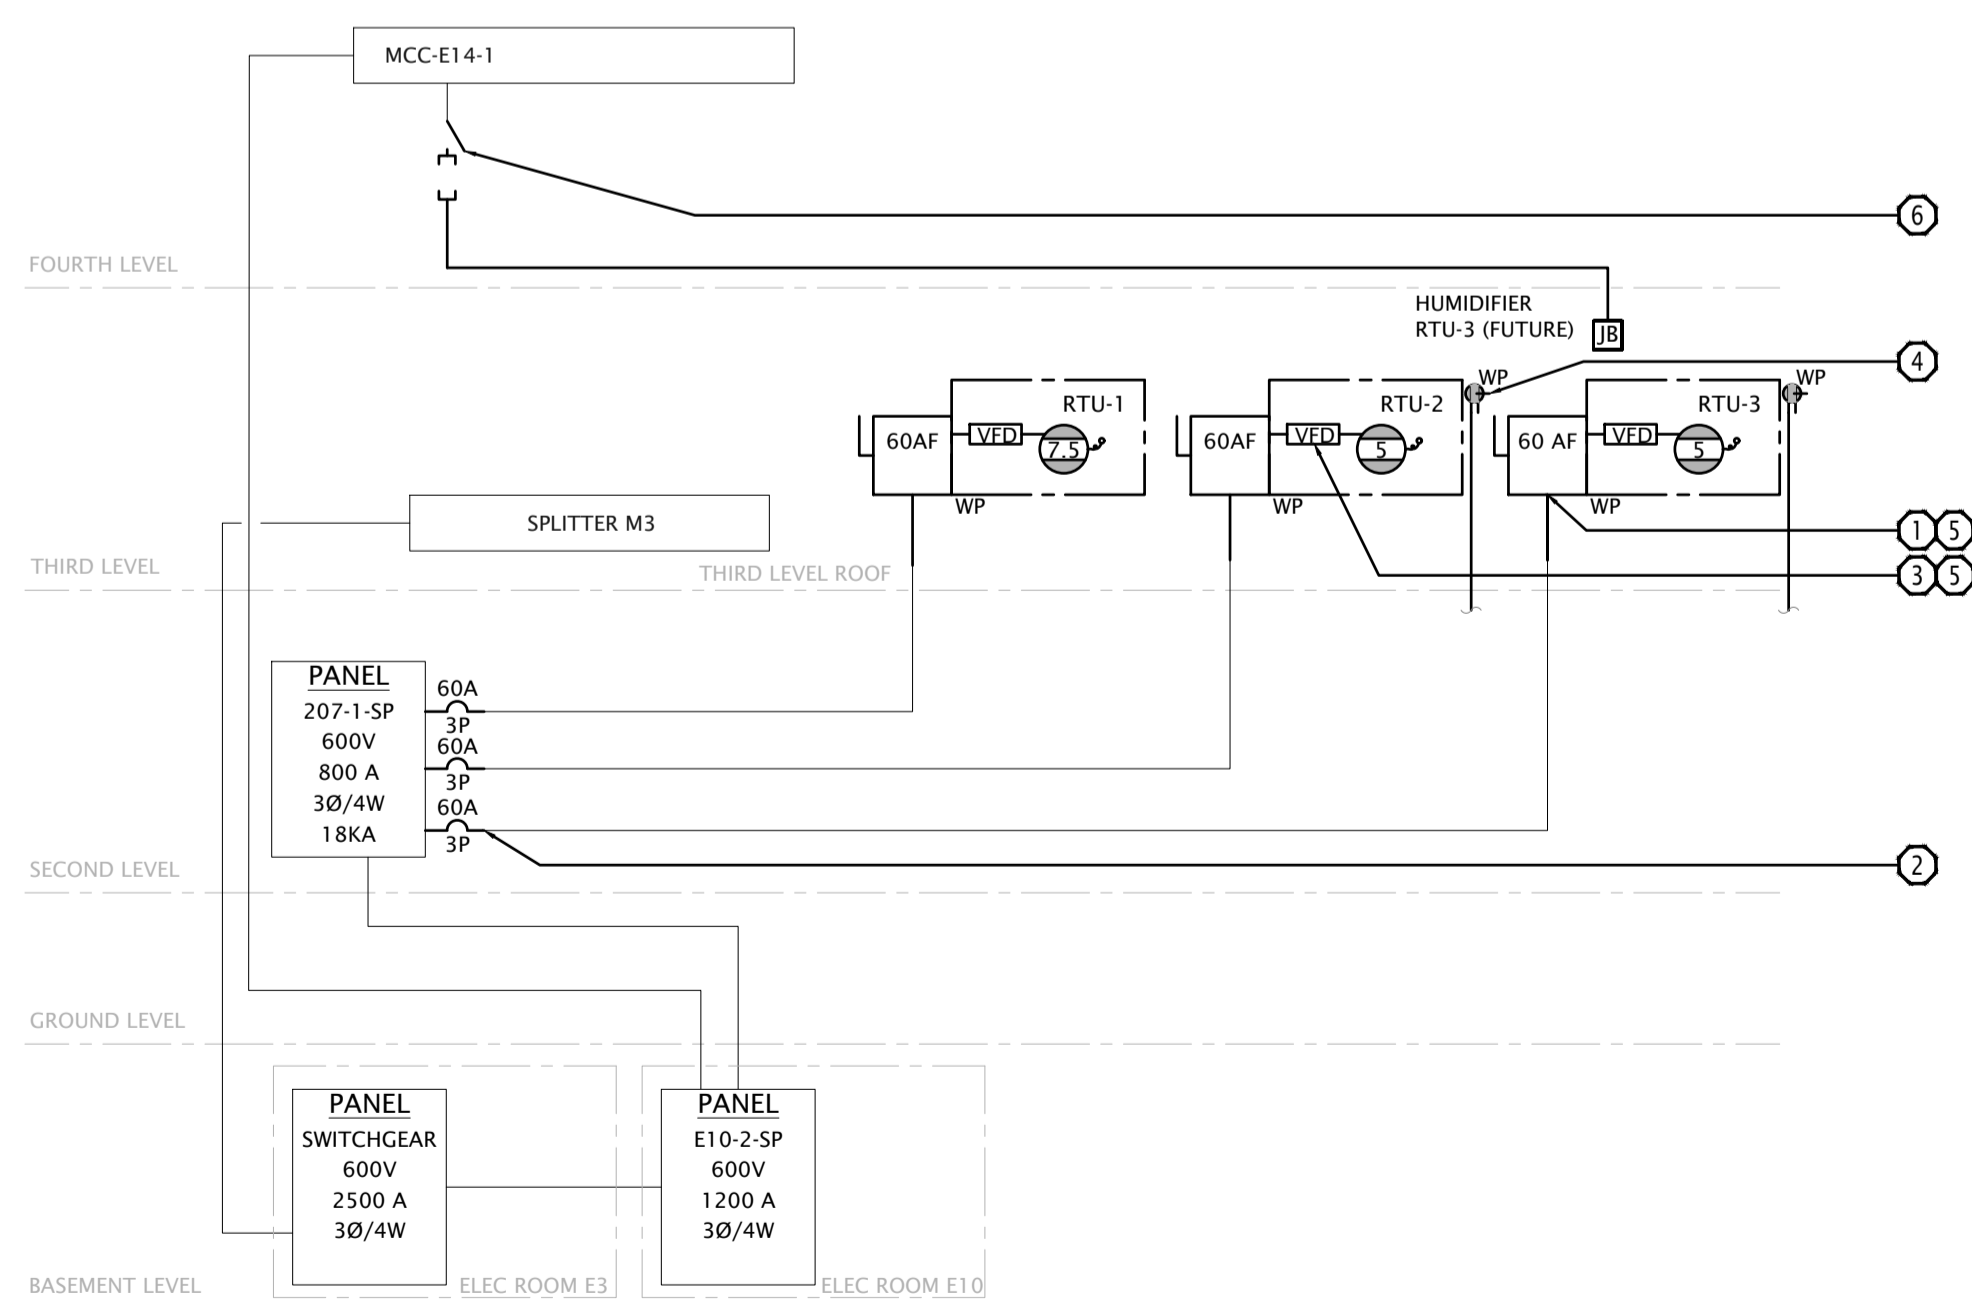 MCC-E14-1
6
FOURTH LEVEL
HUMIDIFIER
RTU-3 (FUTURE)
JB
4
WP
WP
RTU-1
RTU-2
RTU-3
60AF
VFD
7.5
60AF
VFD
5
60 AF
VFD
5
WP
WP
WP
SPLITTER M3
1
5
THIRD LEVEL
THIRD LEVEL ROOF
3
5
PANEL
207-1-SP
600V
800 A
3Ø/4W
18KA
60A
3P
60A
3P
60A
3P
SECOND LEVEL
2
GROUND LEVEL
PANEL
SWITCHGEAR
600V
2500 A
3Ø/4W
PANEL
E10-2-SP
600V
1200 A
3Ø/4W
BASEMENT LEVEL
ELEC ROOM E3
ELEC ROOM E10